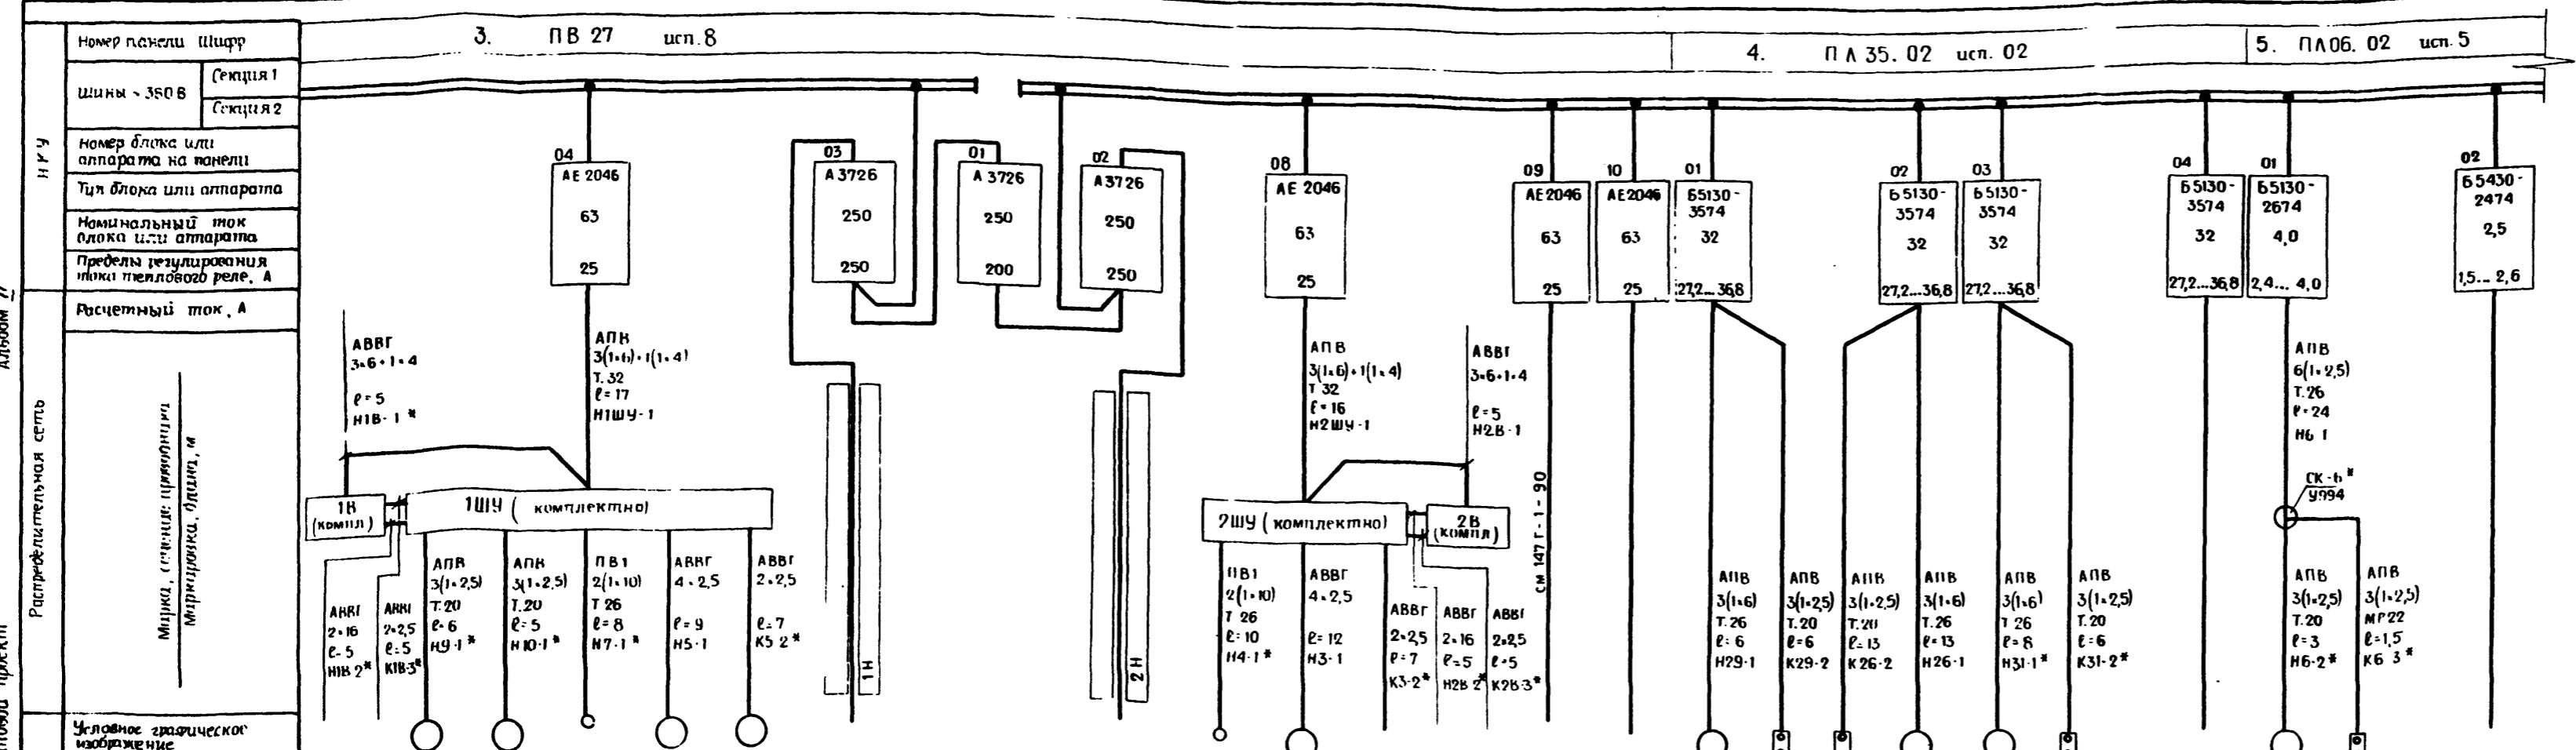 Номер панели Шифр
3. ПВ 27 исп. 8
4. ПЛ 35.02 исп. 02
5. ПЛ06.02 исп. 5
Шины ~380 В
Секция 1
Секция 2
Номер блока или
аппарата на панели
Тип блока или аппарата
Номинальный ток
блока или аппарата
Пределы регулирования
тока теплового реле, А
Расчетный ток, А
НКУ
Распределительная сеть
Альбом
Условное графическое
изображение
04
АЕ 2046
63
25
03
А 3726
250
250
01
А 3726
250
200
02
А 3726
250
250
08
АЕ 2046
63
25
09
АЕ 2046
63
25
10
АЕ 2046
63
25
01
Б5130-
3574
32
27,2...36,8
02
Б5130-
3574
32
27,2...36,8
03
Б5130-
3574
32
27,2...36,8
04
Б5130-
3574
32
27,2...36,8
01
Б5130-
2674
4,0
2,4...4,0
02
Б5430-
2474
2,5
1,5...2,6
АВВГ
3×6+1×4
ℓ=5
Н1В-1*
АПВ
3(1×6)+1(1×4)
Т.32
ℓ=17
Н1ШУ-1
АПВ
3(1×6)+1(1×4)
Т 32
ℓ=16
Н2ШУ-1
АВВГ
3×6+1×4
ℓ=5
Н2В-1
АПВ
6(1×2,5)
Т.26
ℓ=24
Н6-1
СК-6*
У994
1В
(компл)
1ШУ (комплектно)
2ШУ (комплектно)
2В
(компл)
см 147 Г-1-90
1Н
2Н
АВВГ
2×16
ℓ=5
Н1В-2*
АВВГ
2×2,5
ℓ=5
К1В-3*
АПВ
3(1×2,5)
Т.20
ℓ=6
Н9-1*
АПВ
3(1×2,5)
Т.20
ℓ=5
Н10-1*
ПВ1
2(1×10)
Т 26
ℓ=8
Н7-1*
АВВГ
4×2,5
ℓ=9
Н5-1
АВВГ
2×2,5
ℓ=7
К5-2*
ПВ1
2(1×10)
Т 26
ℓ=10
Н4-1*
АВВГ
4×2,5
ℓ=12
Н3-1
АВВГ
2×2,5
ℓ=7
К3-2*
АВВГ
2×16
ℓ=5
Н2В-2*
АВВГ
2×2,5
ℓ=5
К2В-3*
АПВ
3(1×6)
Т.26
ℓ=6
Н29-1
АПВ
3(1×2,5)
Т.20
ℓ=6
К29-2
АПВ
3(1×2,5)
Т.20
ℓ=13
К26-2
АПВ
3(1×6)
Т.26
ℓ=13
Н26-1
АПВ
3(1×6)
Т 26
ℓ=8
Н31-1*
АПВ
3(1×2,5)
Т.20
ℓ=6
К31-2*
АПВ
3(1×2,5)
Т.20
ℓ=3
Н6-2*
АПВ
3(1×2,5)
МР22
ℓ=1,5
К6-3*